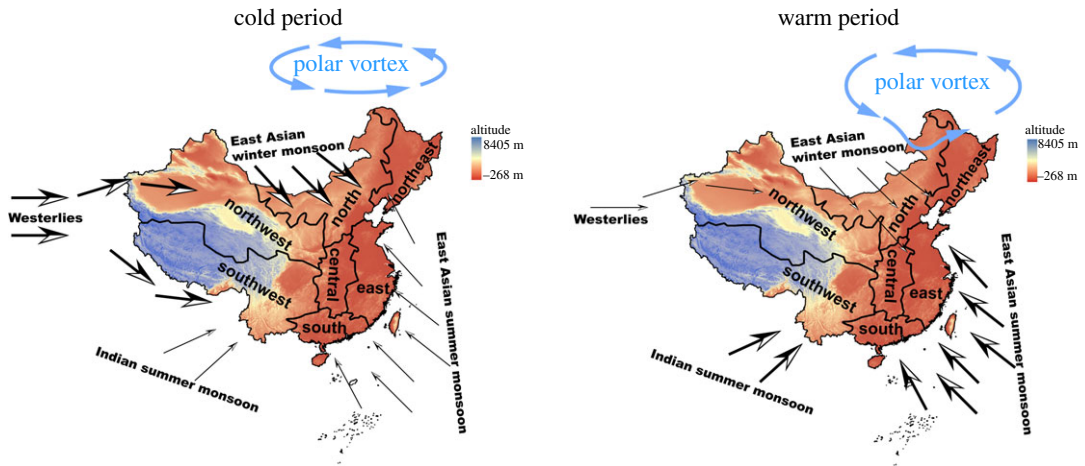 cold period
polar vortex
East Asian
winter monsoon
altitude
8405 m
–268 m
Westerlies
northwest
north
northeast
southwest
central
east
south
Indian summer monsoon
East Asian summer monsoon
warm period
polar vortex
East Asian
winter monsoon
altitude
8405 m
–268 m
Westerlies
northwest
north
northeast
southwest
central
east
south
Indian summer monsoon
East Asian summer monsoon